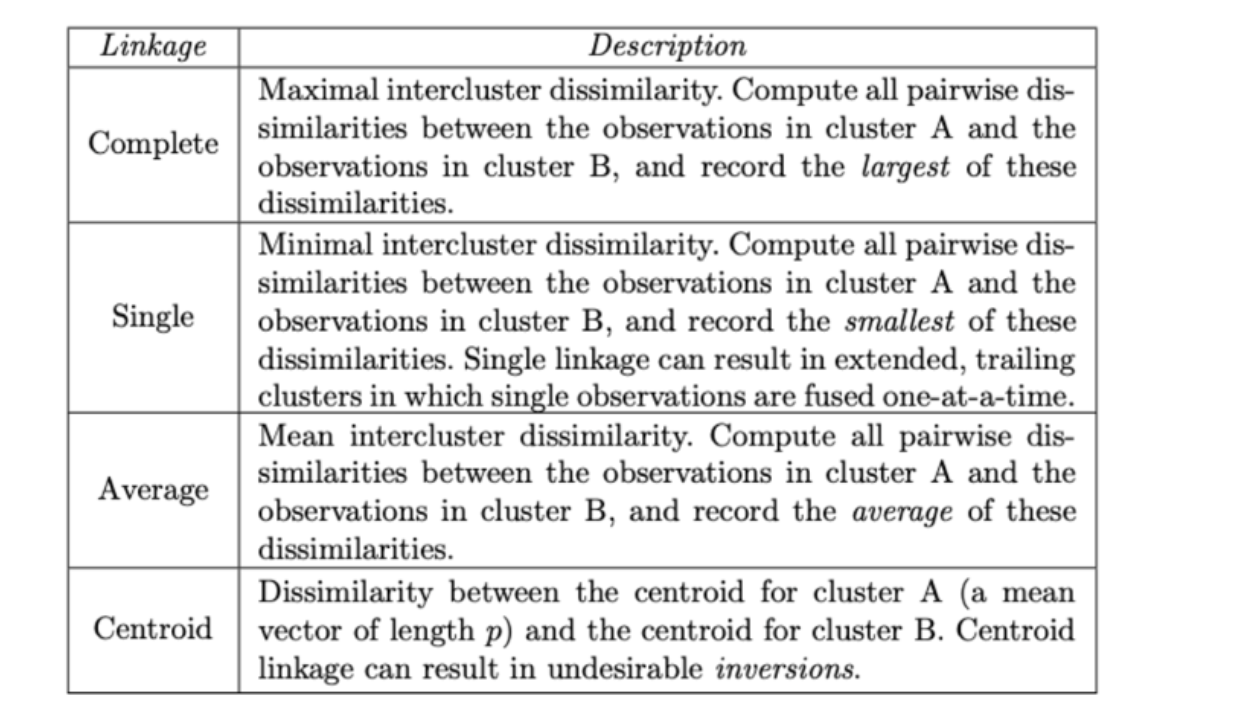 Linkage Description
Maximal intercluster dissimilarity. Compute all pairwise dis-
similarities between the observations in cluster A and the
Complete
observations in cluster B, and record the largest of these
dissimilarities.
Minimal intercluster dissimilarity. Compute all pairwise dis-
similarities between the observations in cluster A and the
Single
observations in cluster B, and record the smallest of these
dissimilarities. Single linkage can result in extended, trailing
clusters in which single observations are fused one-at-a-time.
Mean intercluster dissimilarity. Compute all pairwise dis-
similarities between the observations in cluster A and the
Average
observations in cluster B, and record the average of these
dissimilarities.
Dissimilarity between the centroid for cluster A (a mean
Centroid
vector of length p) and the centroid for cluster B. Centroid
linkage can result in undesirable inversions.